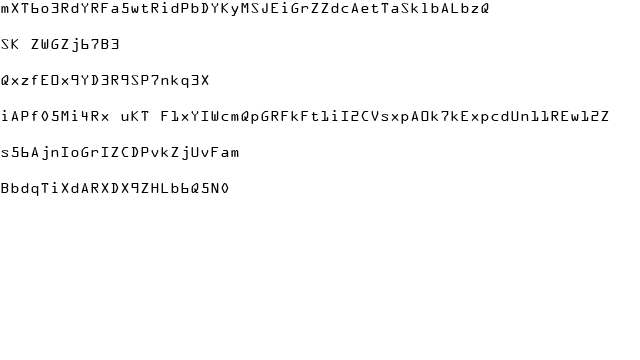 mXT6o3RdYRFa5wtRidPbDYKyMSJEiGrZZdcAetTaSklbALbzQ
SK ZWGZj67B3
QxzfEOx9YD3R9SP7nkq3X
iAPf05Mi4Rx uKT F1xYIWcmQpGRFkFt1iI2CVsxpAOk7kExpcdUn11REw12Z
s56AjnIoGrIZCDPvkZjUvFam
BbdqTiXdARXDX9ZHLb6Q5N0